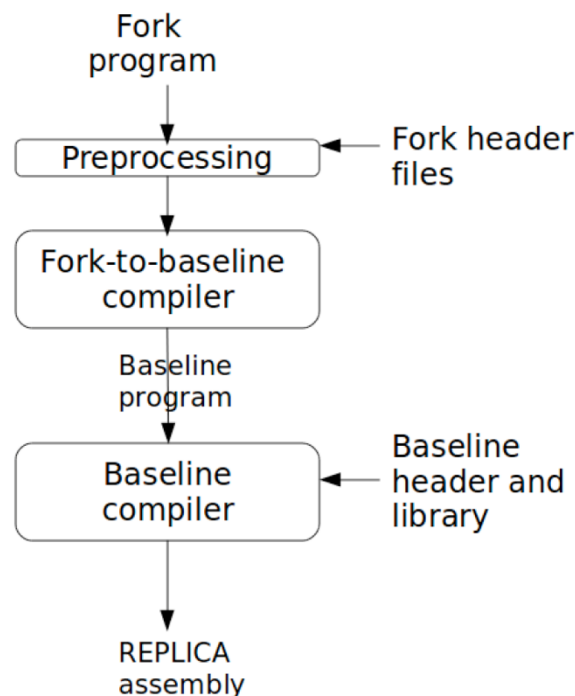 Fork
program
Preprocessing
Fork header
files
Fork-to-baseline
compiler
Baseline
program
Baseline
compiler
Baseline
header and
library
REPLICA
assembly